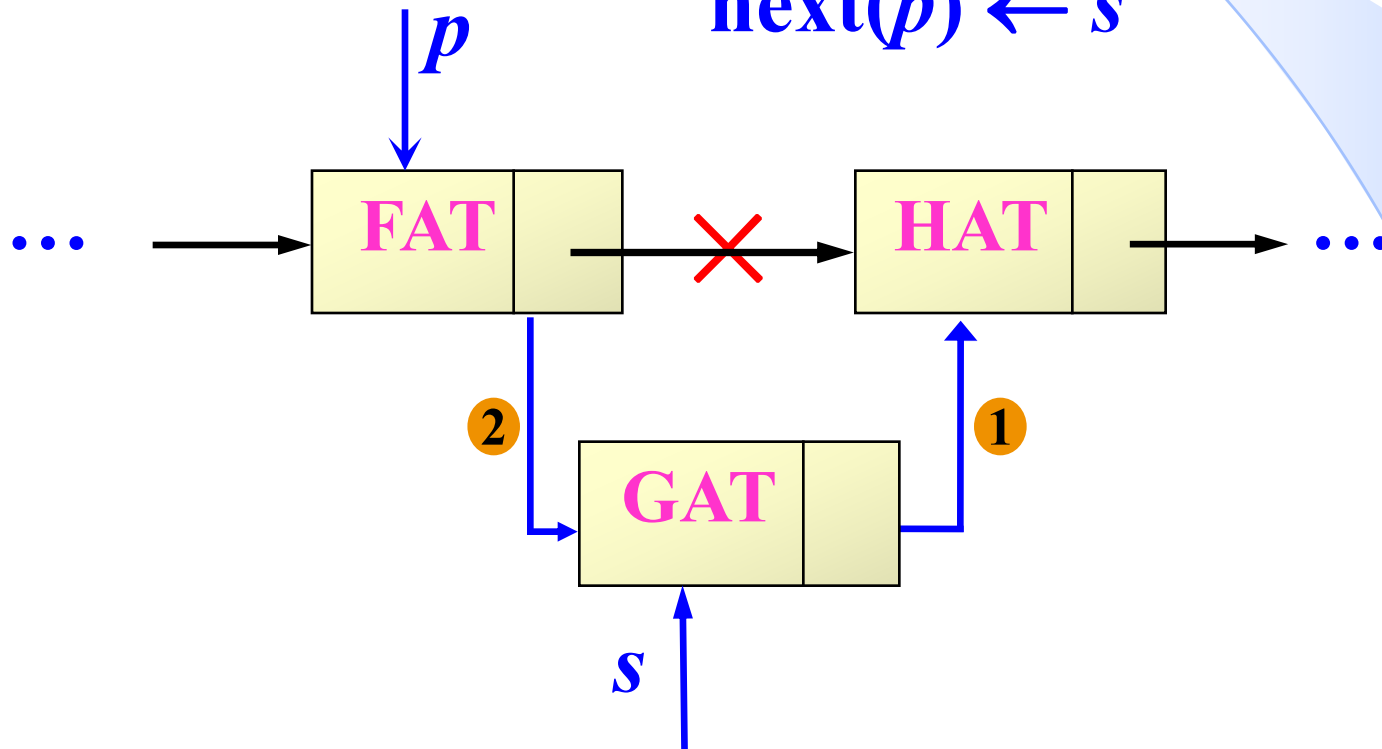 next(p) ← s
p
... FAT HAT ...
2 1
GAT
s